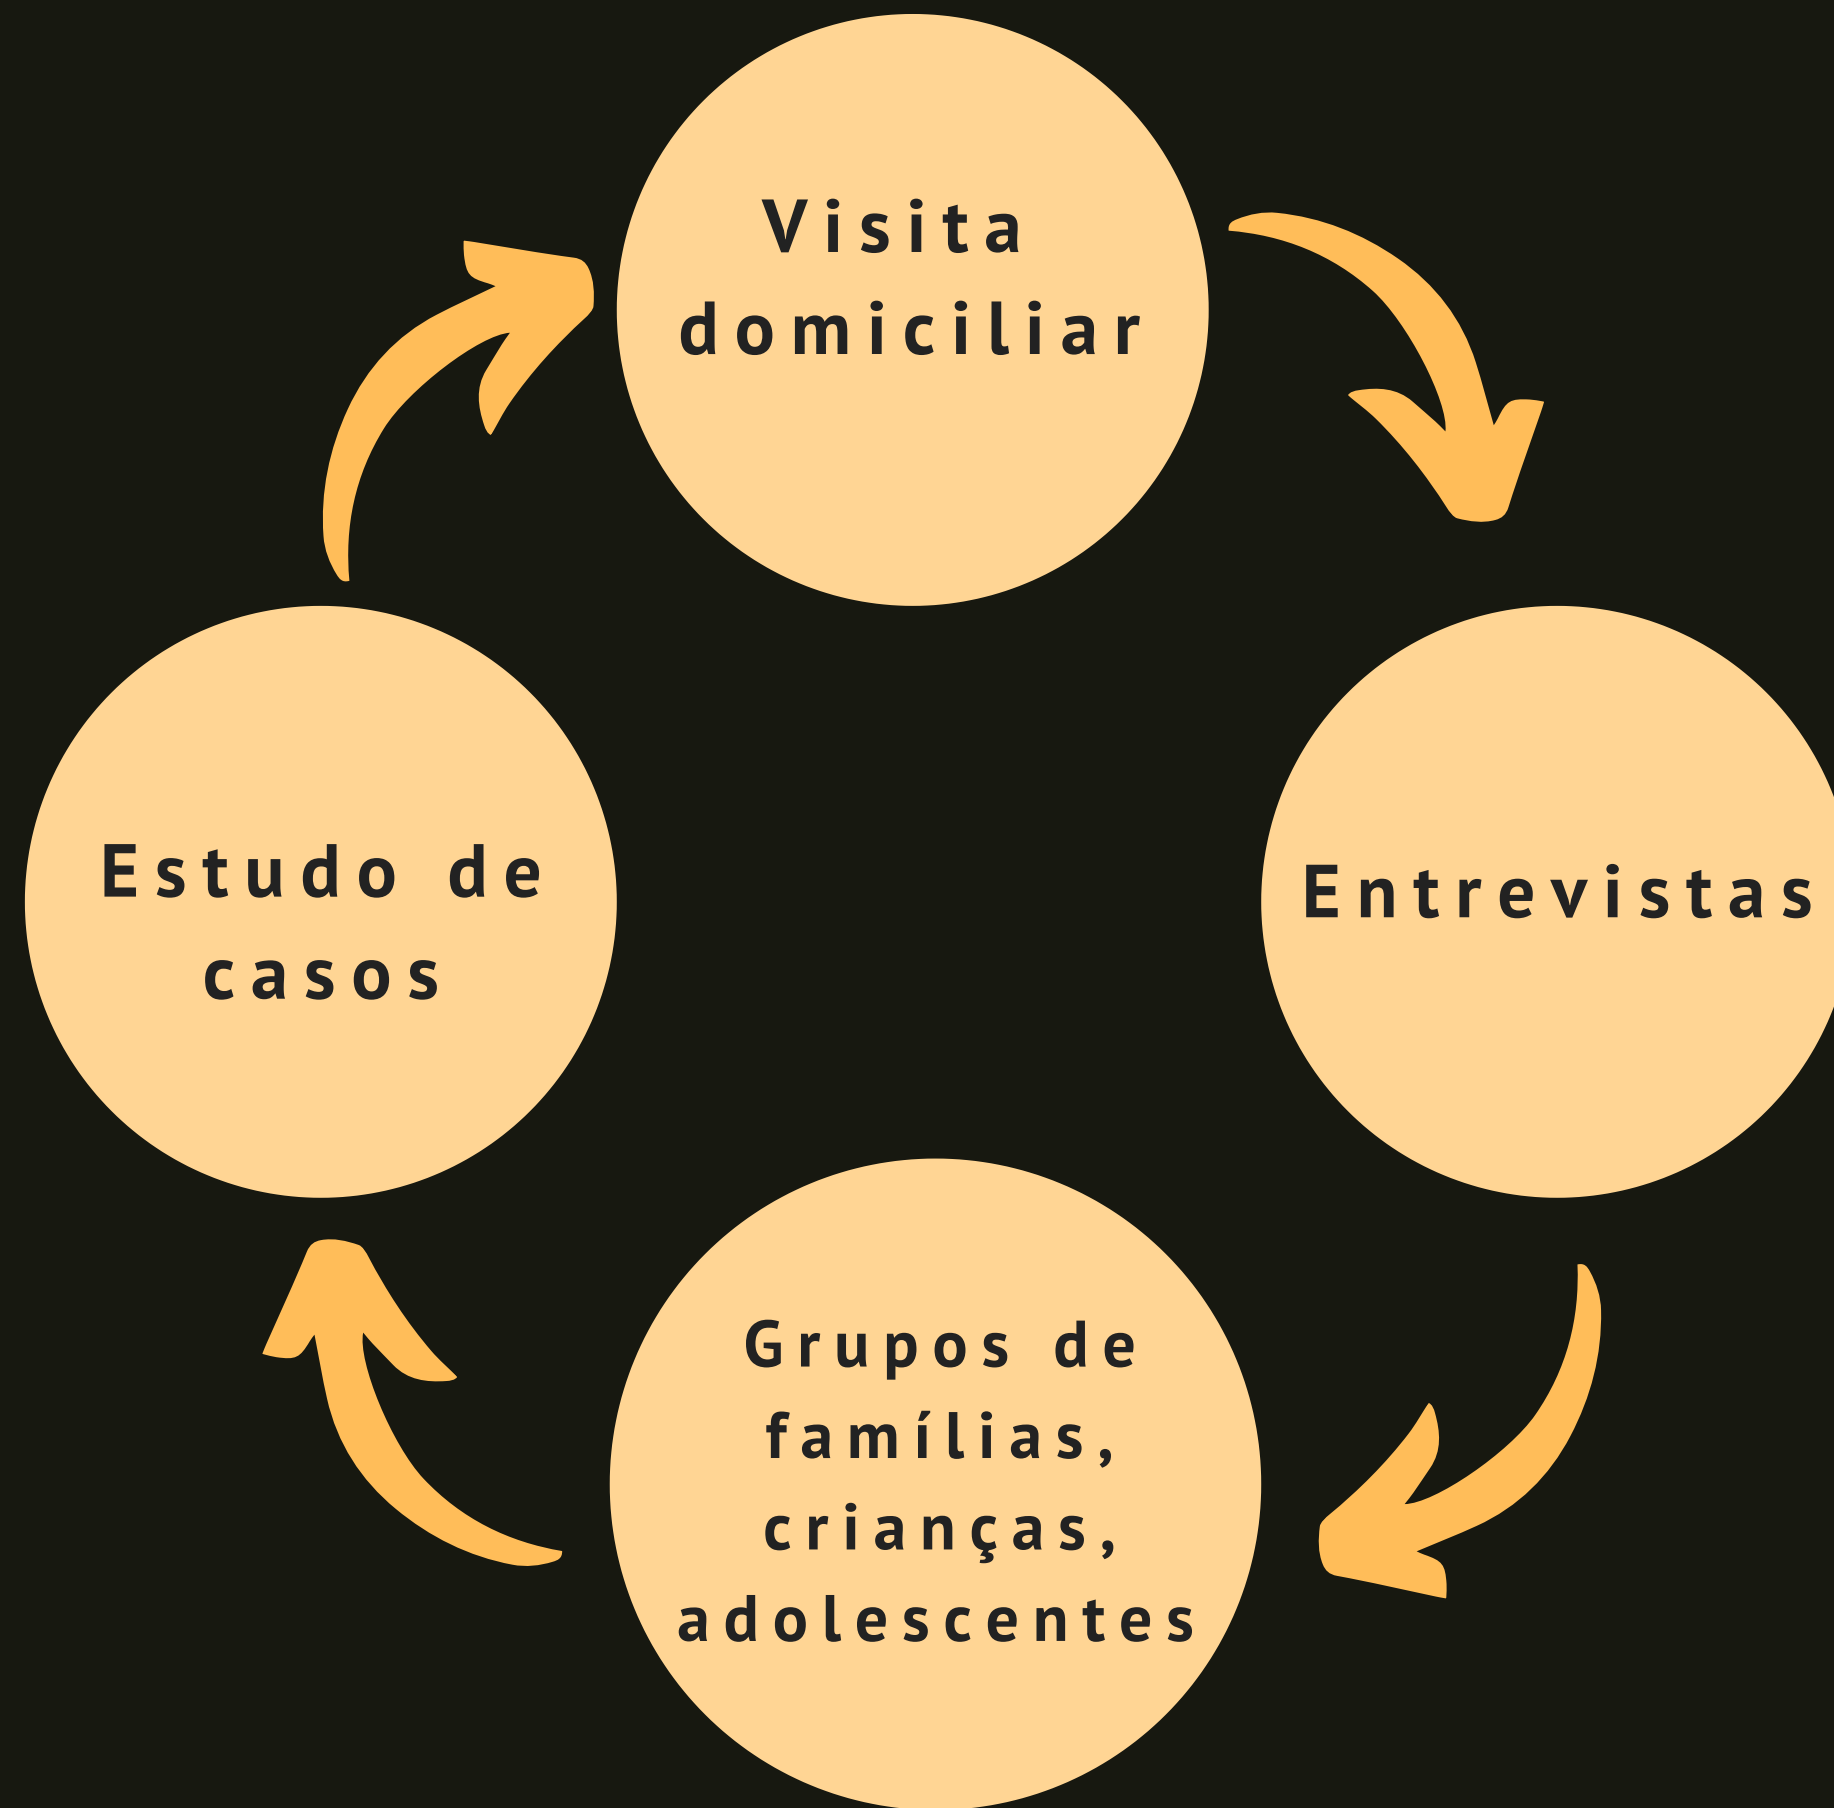 Visita
domiciliar
Estudo de
casos
Entrevistas
Grupos de
famílias,
crianças,
adolescentes